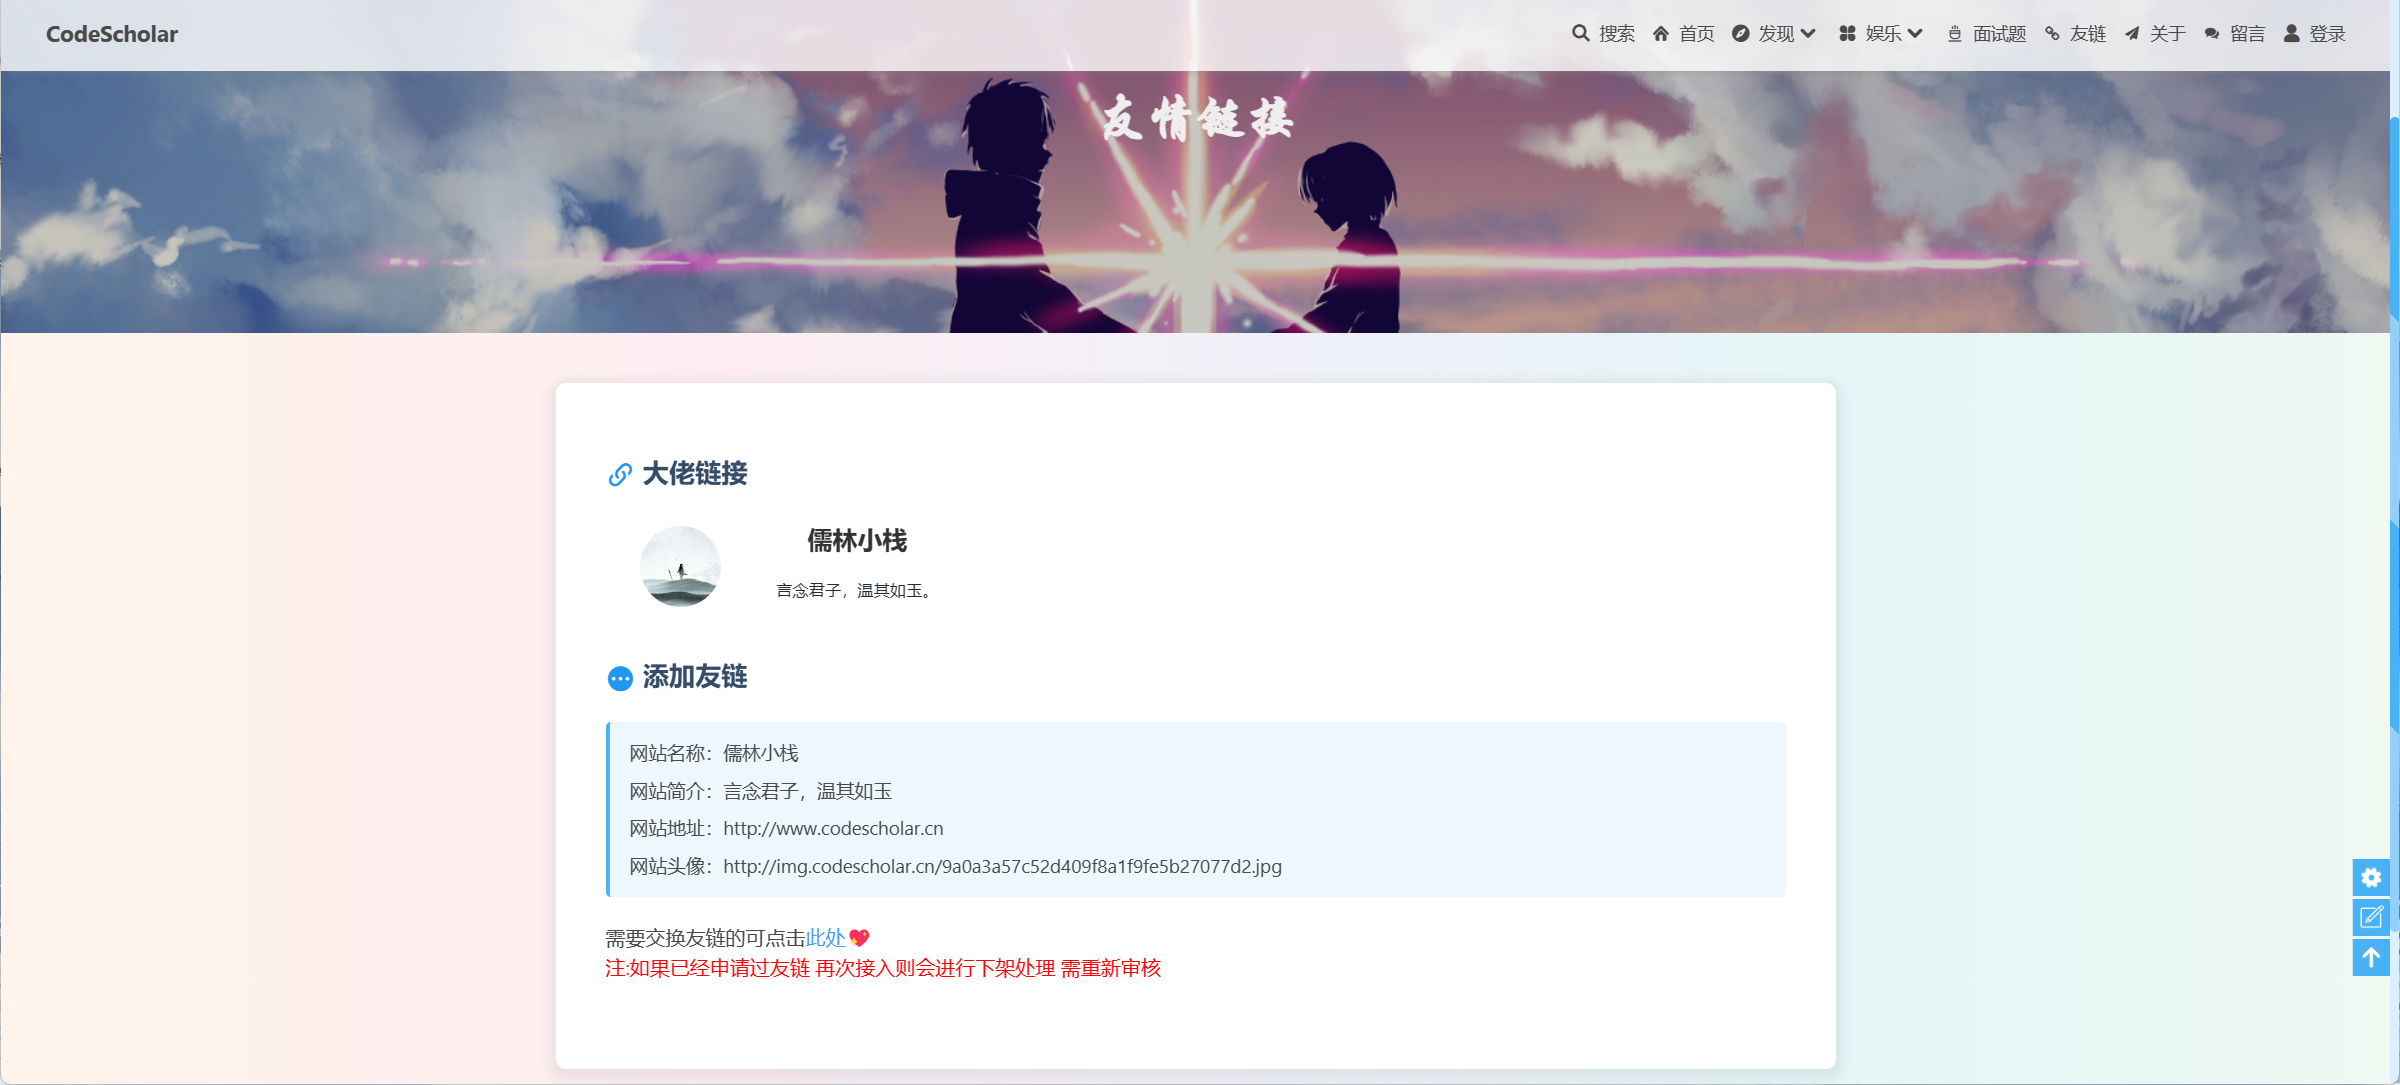 CodeScholar
搜索 首页 发现 娱乐 面试题 友链 关于 留言 登录
友情链接
大佬链接
儒林小栈
言念君子，温其如玉。
添加友链
网站名称：儒林小栈
网站简介：言念君子，温其如玉
网站地址：http://www.codescholar.cn
网站头像：http://img.codescholar.cn/9a0a3a57c52d409f8a1f9fe5b27077d2.jpg
需要交换友链的可点击此处💖
注:如果已经申请过友链 再次接入则会进行下架处理 需重新审核